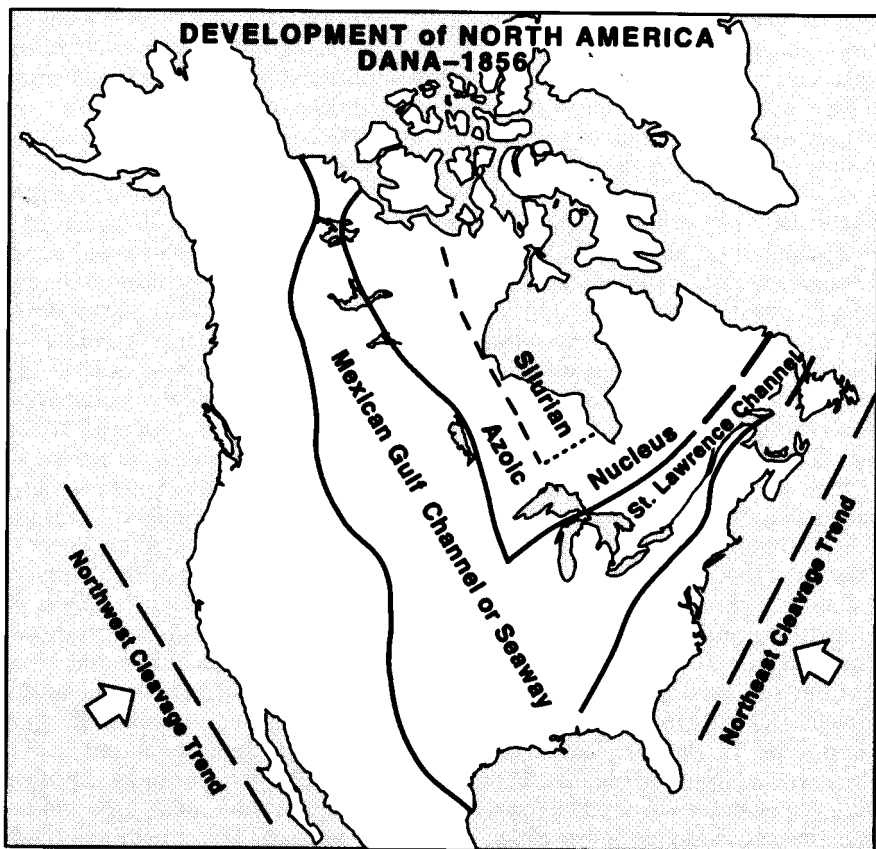 DEVELOPMENT of NORTH AMERICA
DANA–1856
Mexican Gulf Channel or Seaway
Silurian
Azoic
Nucleus
St. Lawrence Channel
Northwest Cleavage Trend
Northeast Cleavage Trend